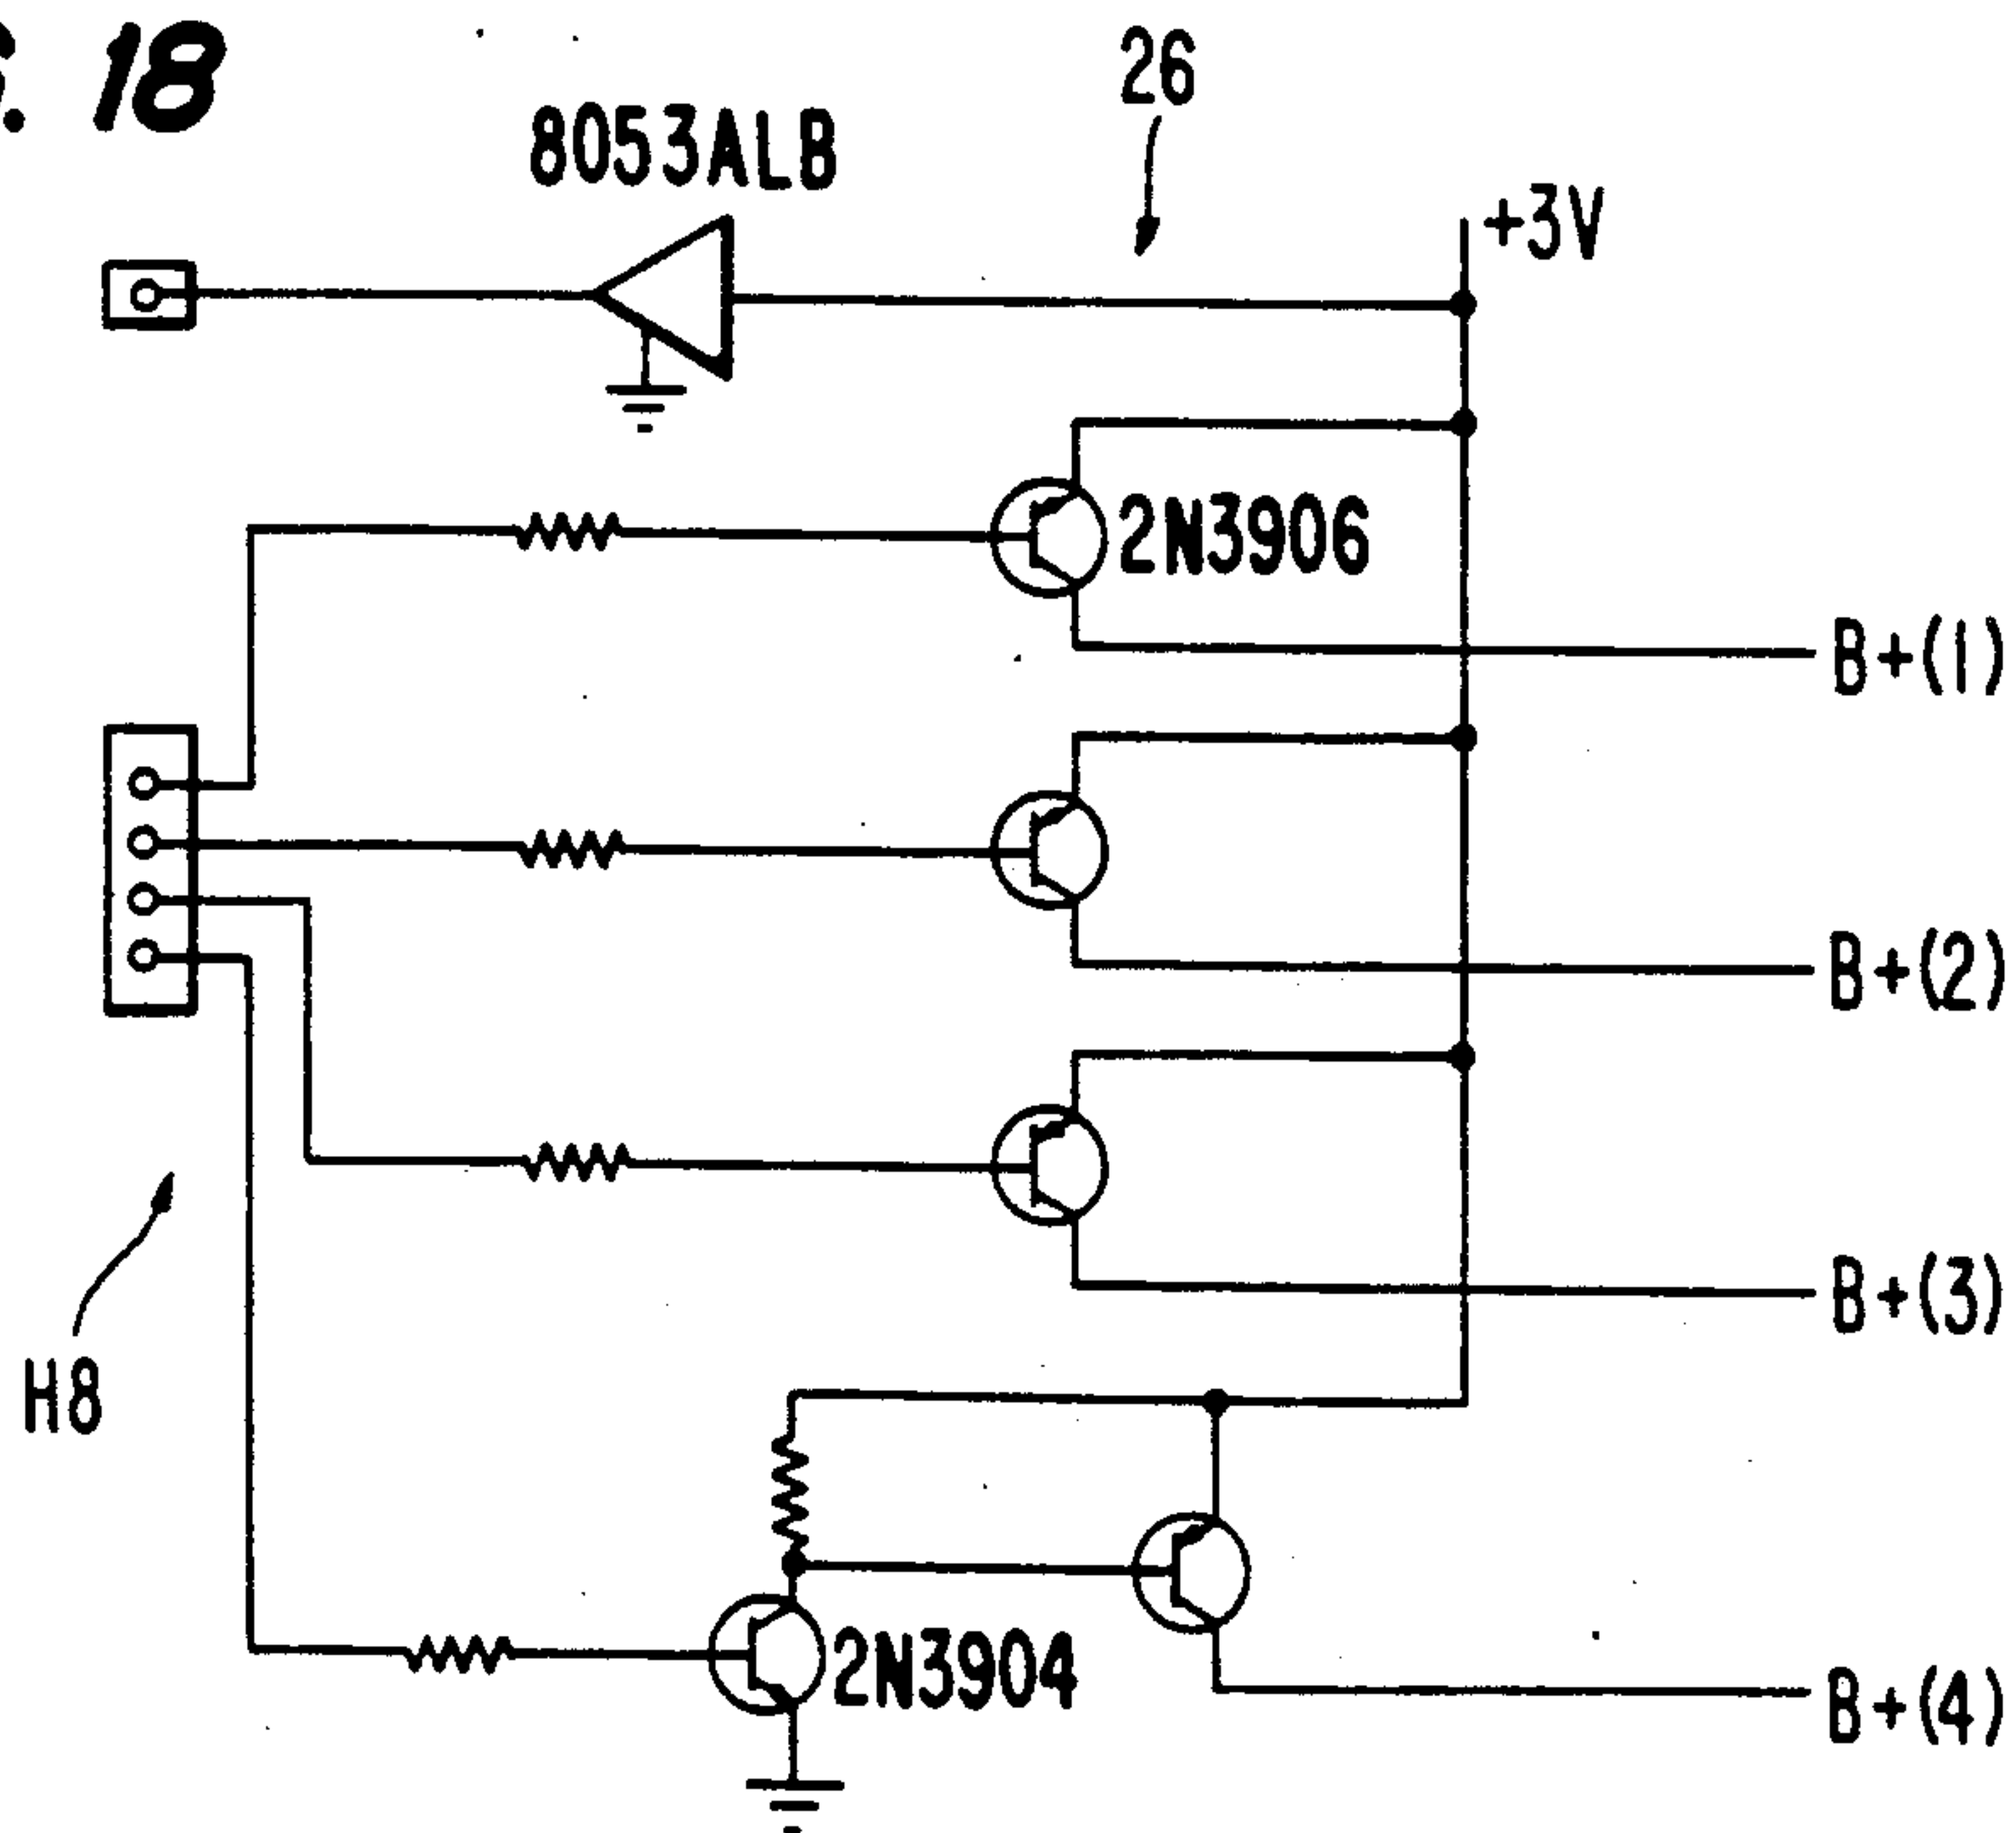 . 18
26
8053ALB
+3V
2N3906
B+(1)
B+(2)
B+(3)
H8
2N3904
B+(4)